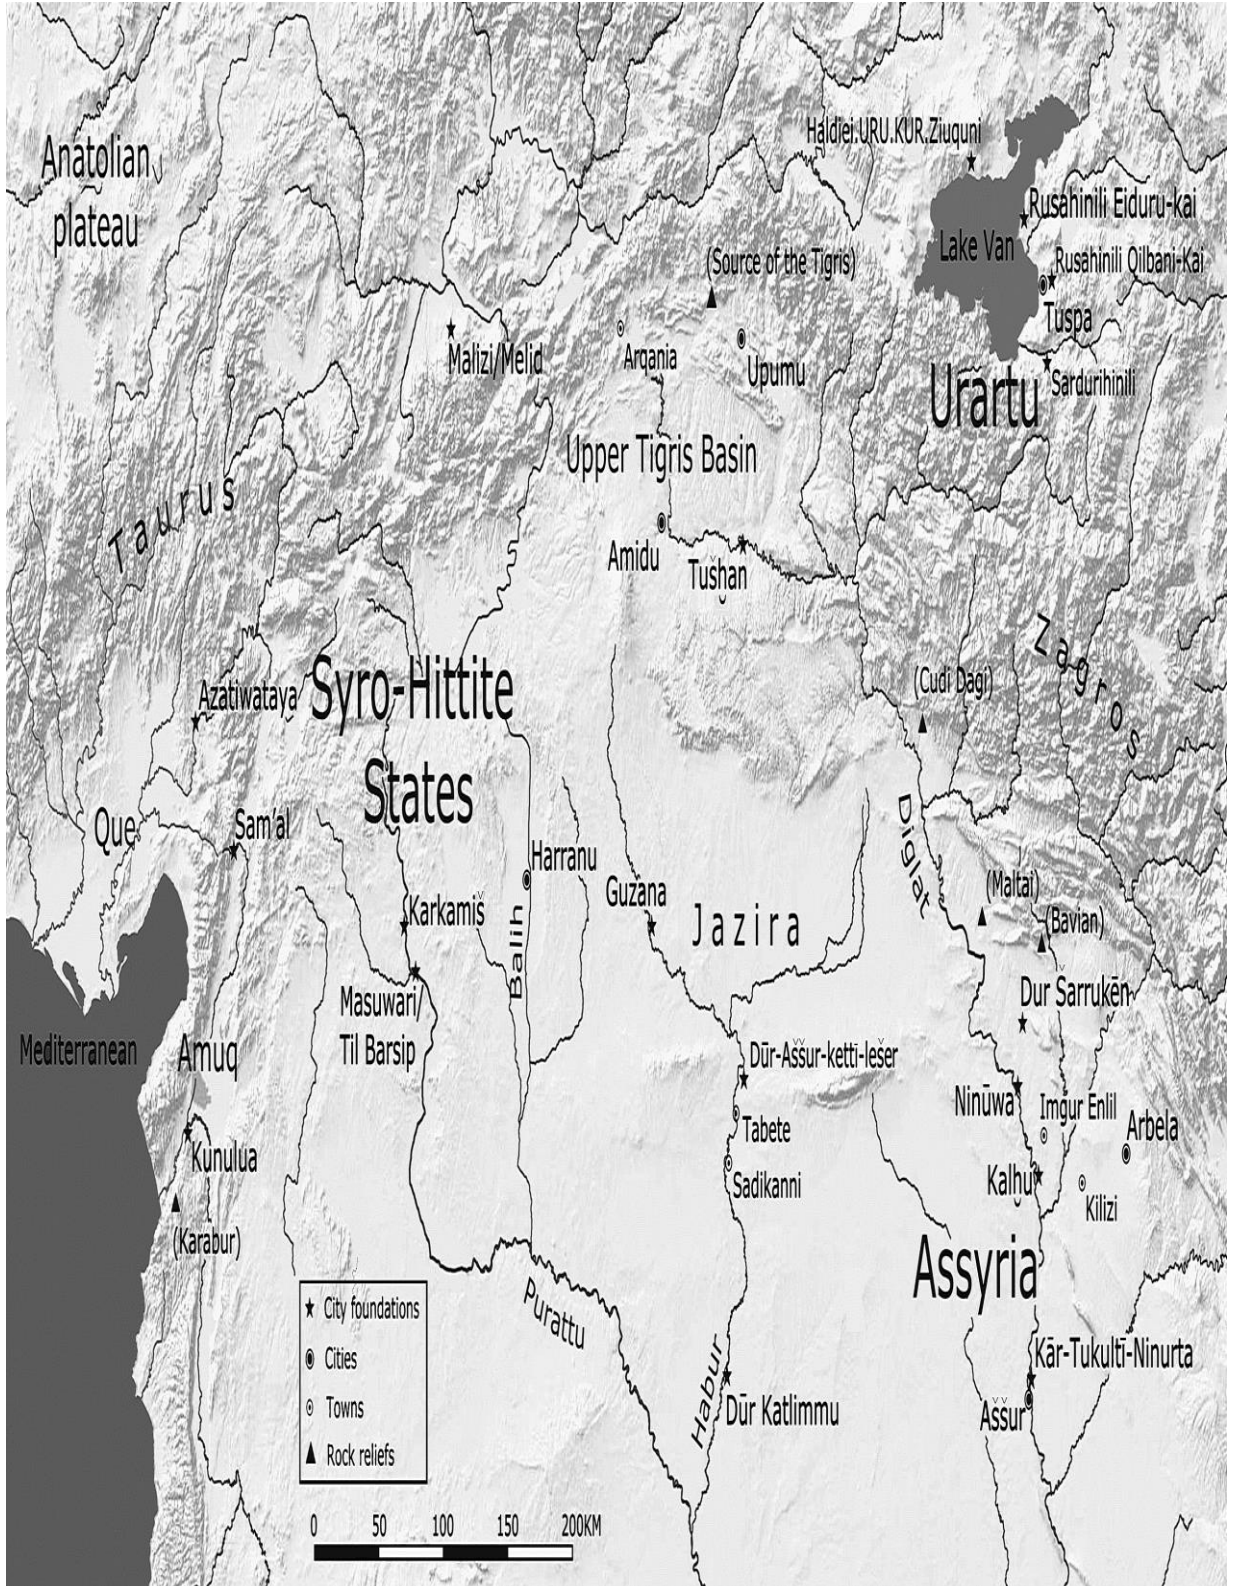 Haldiei.URU.KUR.Ziuquni
Anatolian
plateau
Rusahinili Eiduru-kai
Lake Van
(Source of the Tigris)
Rusahinili Qilbani-Kai
Tuspa
Malizi/Melid
Arqania
Upumu
Sardurihinili
Urartu
Upper Tigris Basin
Taurus
Amidu
Tušhan
Zagros
Syro-Hittite
States
(Cudi Dagi)
Azatiwataya
Que
Sam'al
Diglat
Harranu
(Maltai)
Guzana
Karkamiš
Jazira
(Bavian)
Balih
Dur Šarrukēn
Masuwari/
Til Barsip
Mediterranean
Amuq
Dūr-Aššur-kettī-lēšer
Ninūwa
Imgur Enlil
Tabete
Arbela
Kunulua
Sadikanni
Kalhu
Kilizi
(Karabur)
Assyria
Purattu
City foundations
Cities
Towns
Rock reliefs
Kār-Tukultī-Ninurta
Habur
Dūr Katlimmu
Aššur
0 50 100 150 200KM